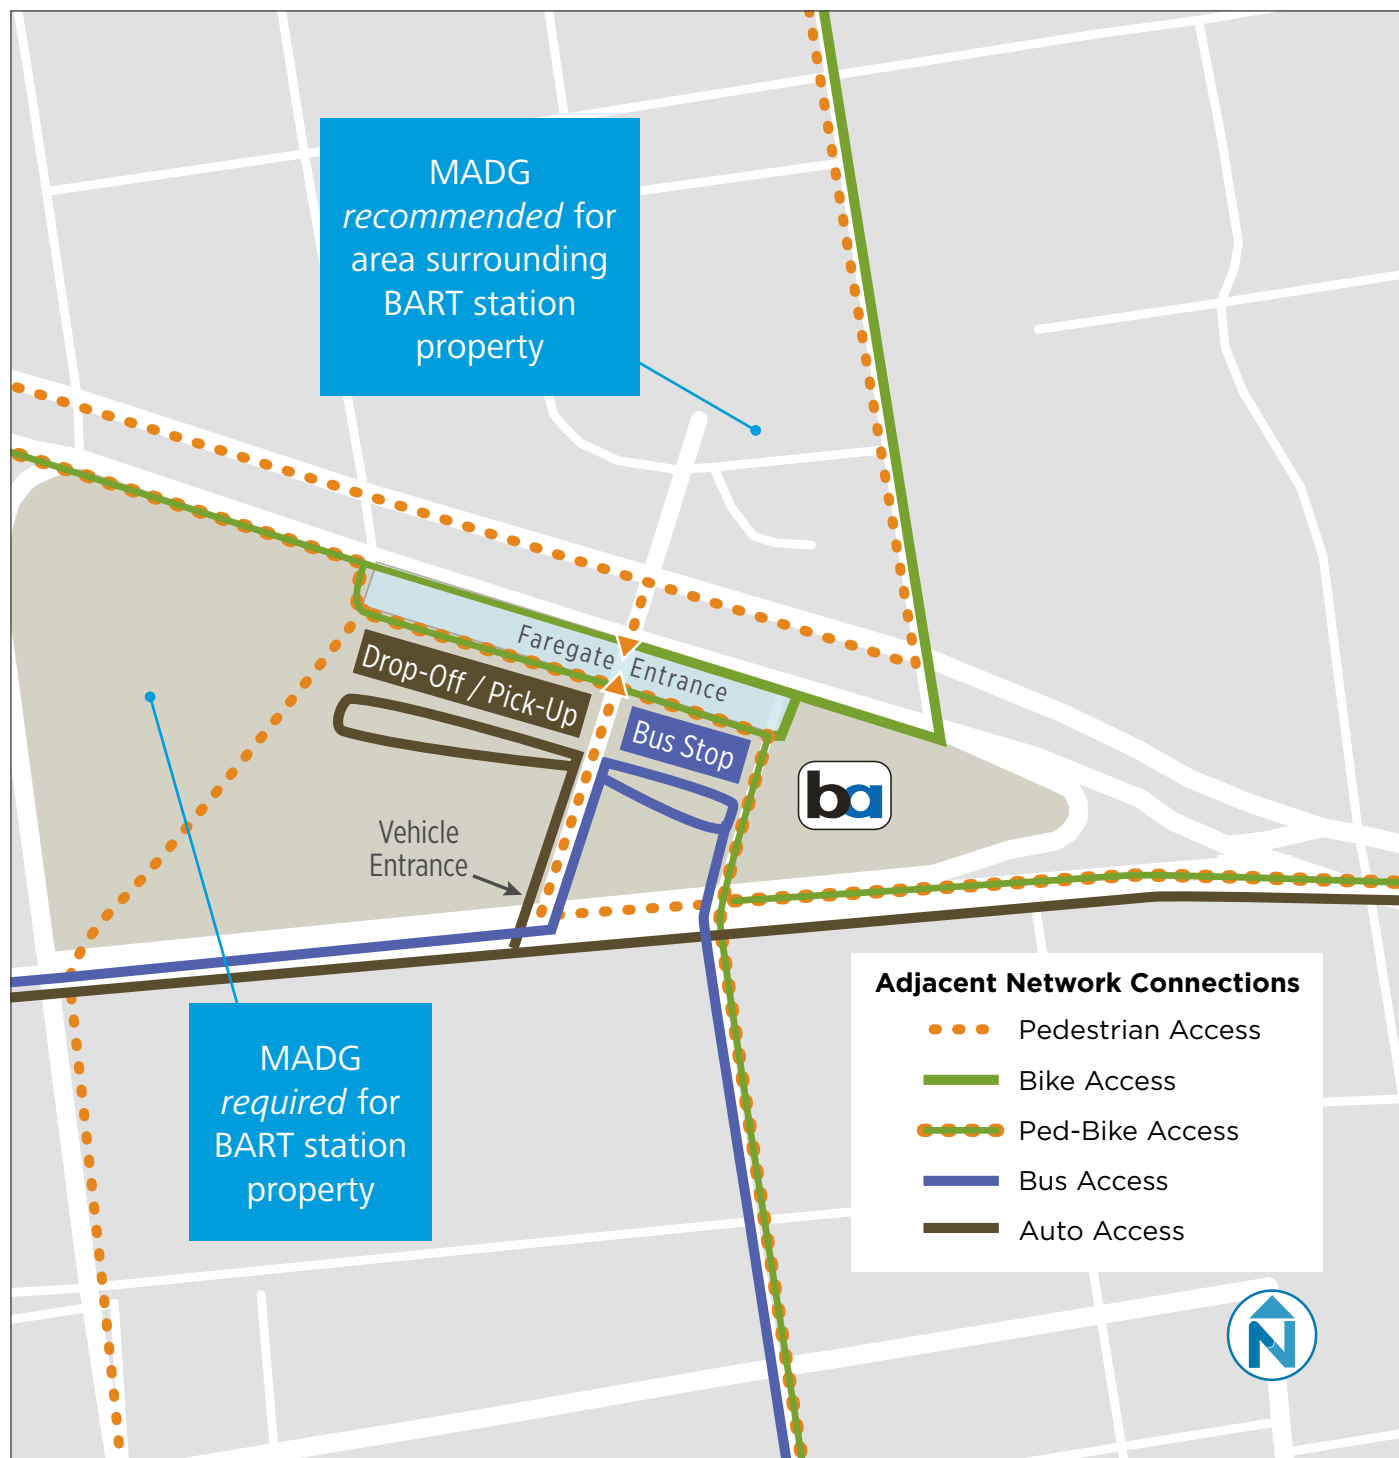 MADG
recommended for
area surrounding
BART station
property
Faregate Entrance
Drop-Off / Pick-Up
Bus Stop
ba
Vehicle
Entrance
MADG
required for
BART station
property
Adjacent Network Connections
Pedestrian Access
Bike Access
Ped-Bike Access
Bus Access
Auto Access
N